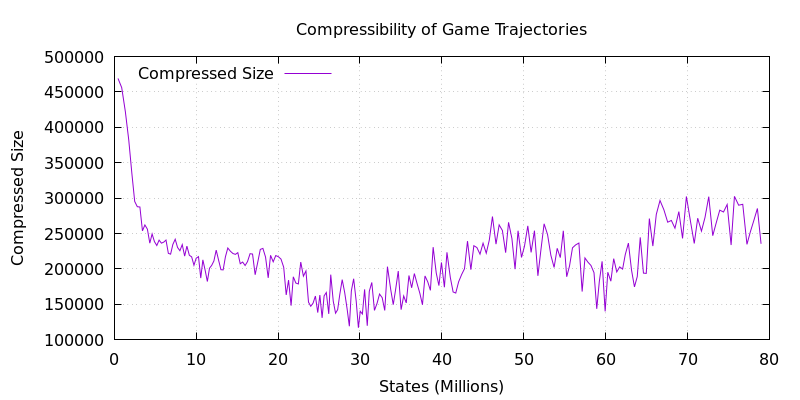 Compressibility of Game Trajectories
Compressed Size
500000
450000
400000
350000
300000
250000
200000
150000
100000
Compressed Size
0 10 20 30 40 50 60 70 80
States (Millions)